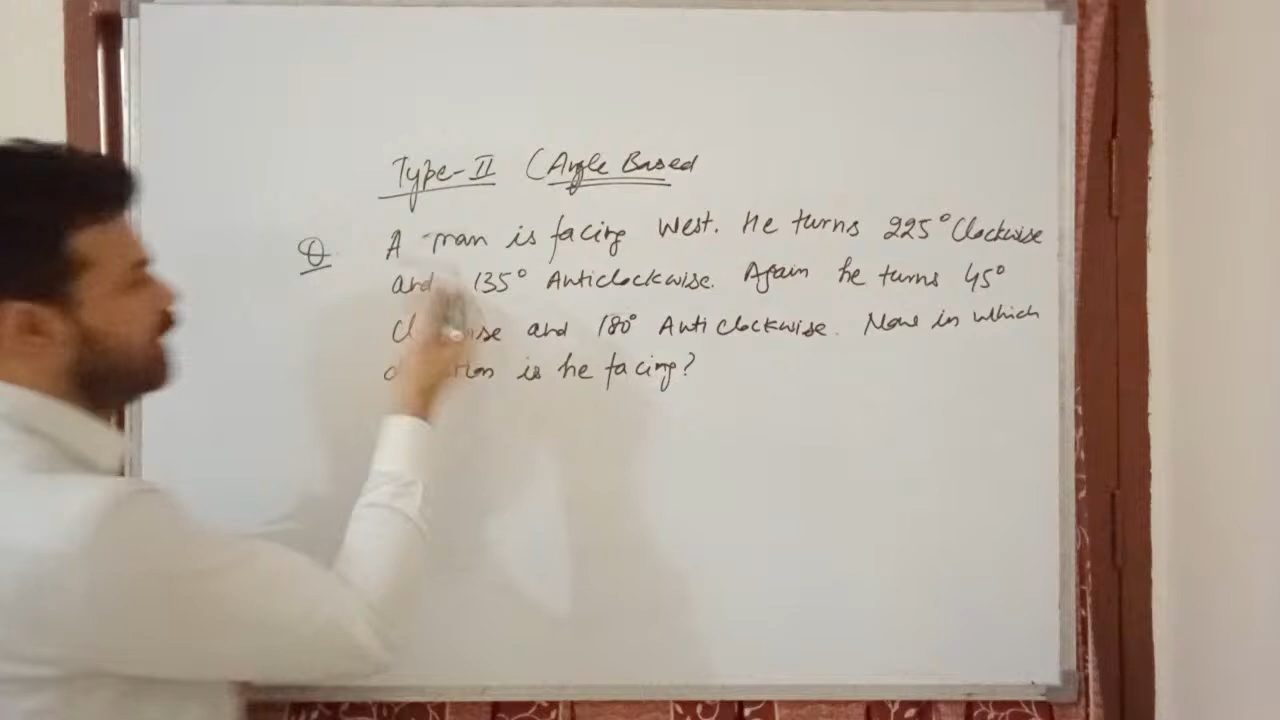 Type-II (Angle Based
Q A man is facing West. He turns 225° Clockwise
and 135° Anticlockwise. Again he turns 45°
and 180° Anticlockwise. Now in which
is he facing?